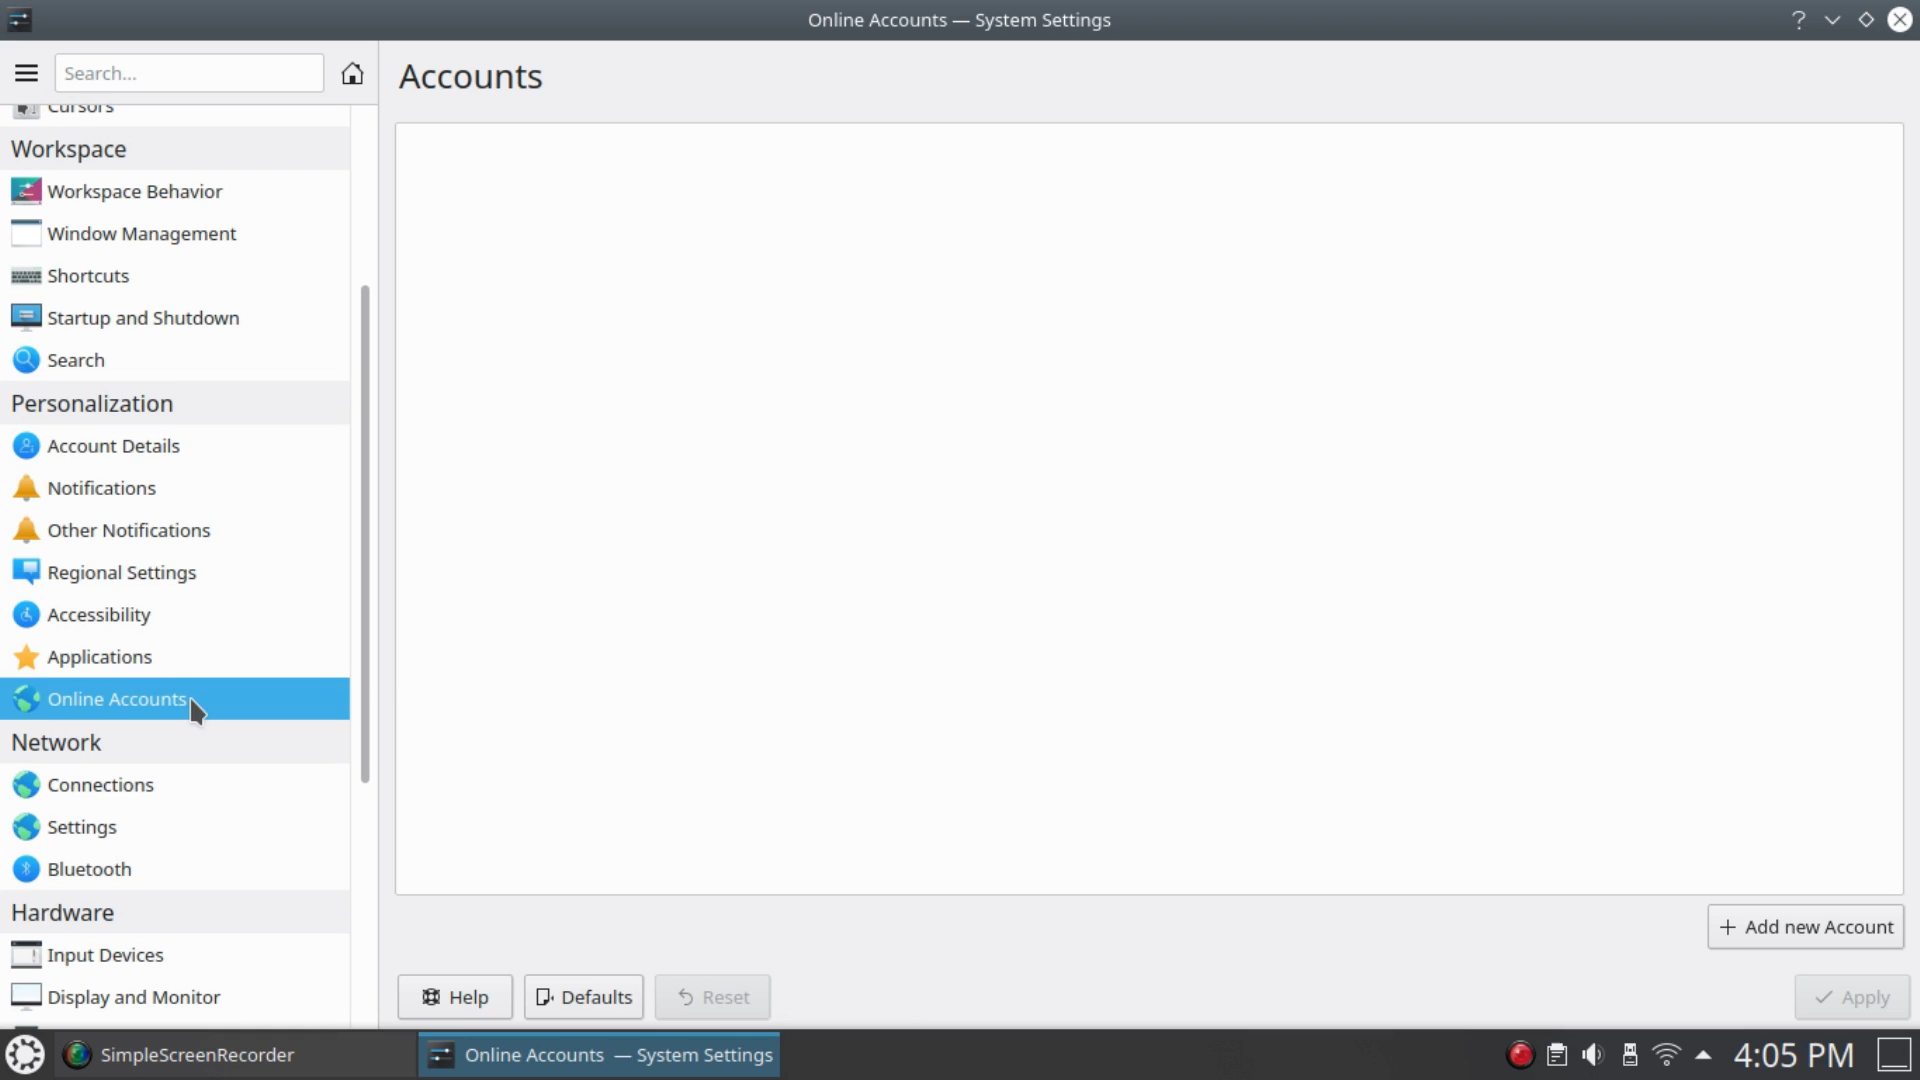 Online Accounts — System Settings
Search...
Accounts
Cursors
Workspace
Workspace Behavior
Window Management
Shortcuts
Startup and Shutdown
Search
Personalization
Account Details
Notifications
Other Notifications
Regional Settings
Accessibility
Applications
Online Accounts
Network
Connections
Settings
Bluetooth
Hardware
Input Devices
Display and Monitor
+ Add new Account
Help
Defaults
Reset
Apply
SimpleScreenRecorder
Online Accounts — System Settings
4:05 PM